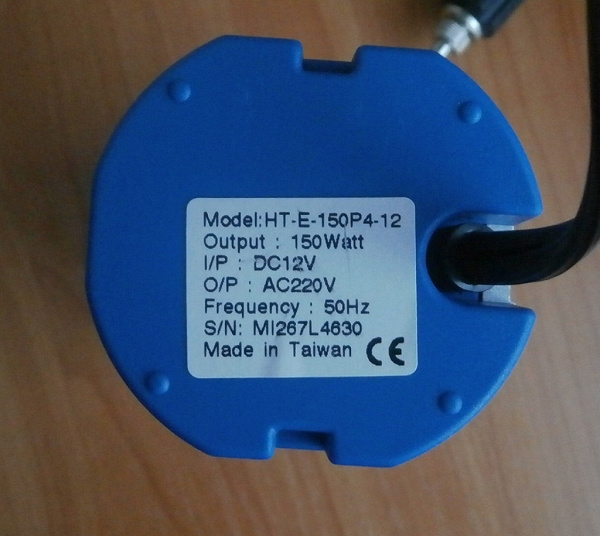 Model:HT-E-150P4-12
Output : 150Watt
I/P : DC12V
O/P : AC220V
Frequency : 50Hz
S/N: MI267L4630
Made in Taiwan CE